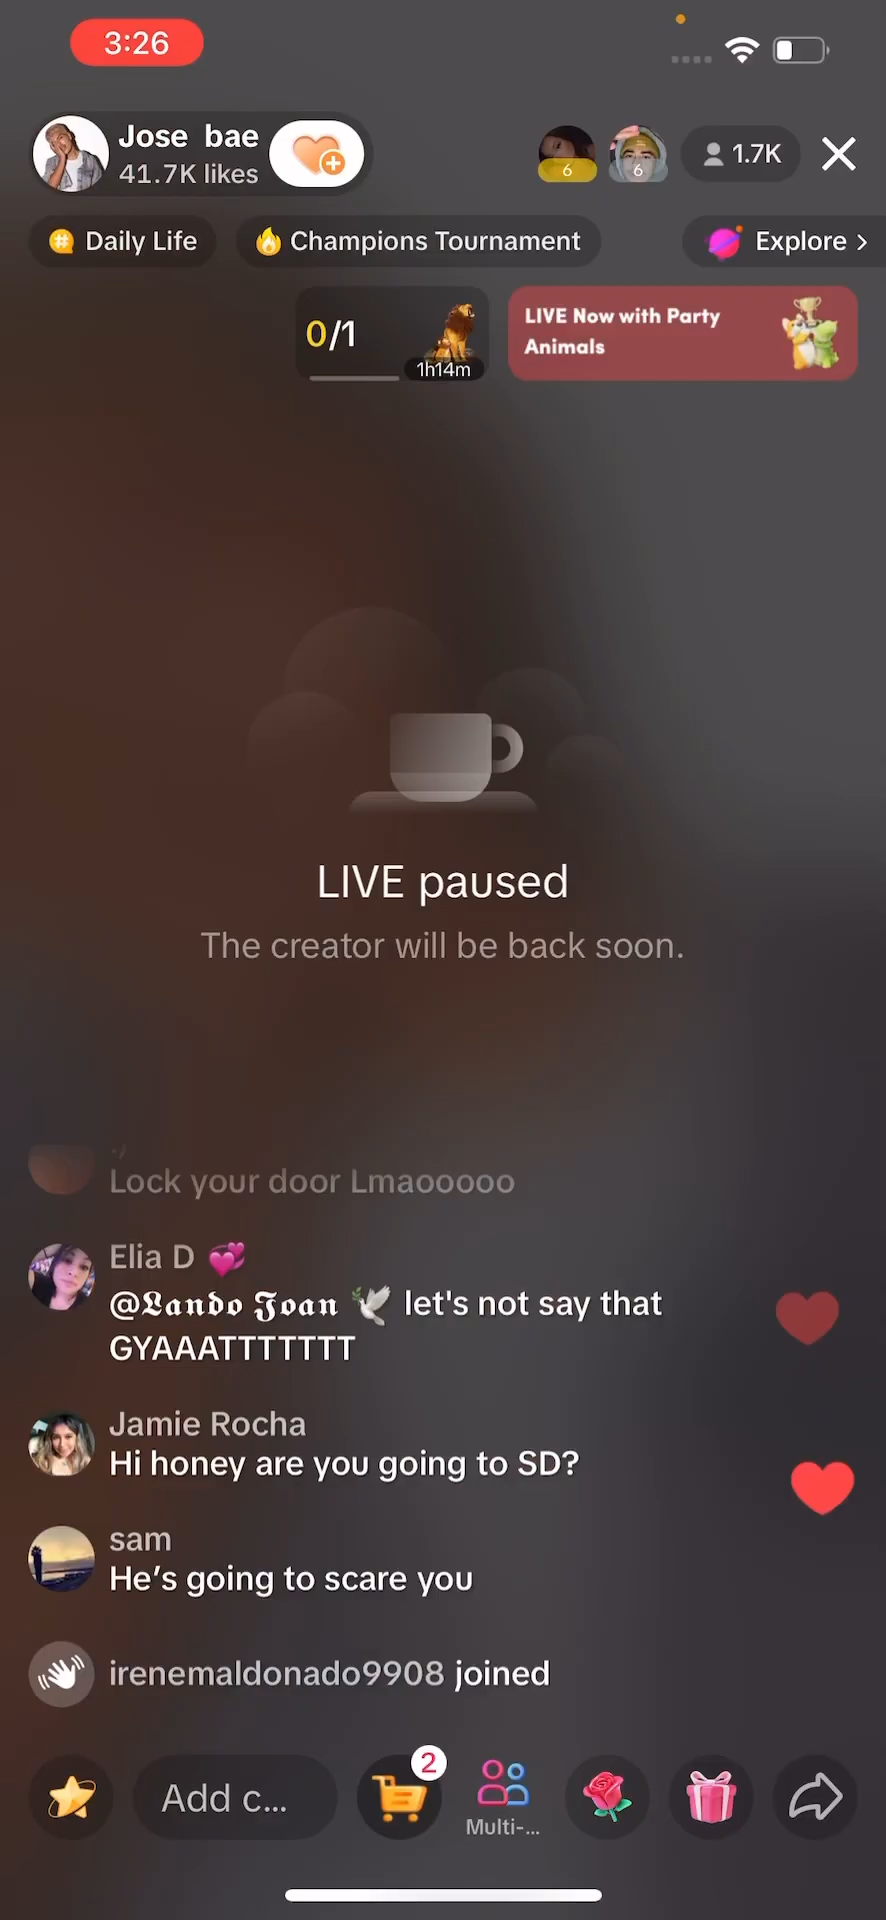 3:26
Jose bae
41.7K likes
6
6
1.7K
Daily Life
Champions Tournament
Explore >
0/1
1h14m
LIVE Now with Party
Animals
LIVE paused
The creator will be back soon.
Lock your door Lmaooooo
Elia D 💞
@𝕷𝖆𝖓𝖉𝖔 𝕵𝖔𝖆𝖓 🕊️ let's not say that
GYAAATTTTTTT
Jamie Rocha
Hi honey are you going to SD?
sam
He's going to scare you
irenemaldonado9908 joined
Add c...
2
Multi-...